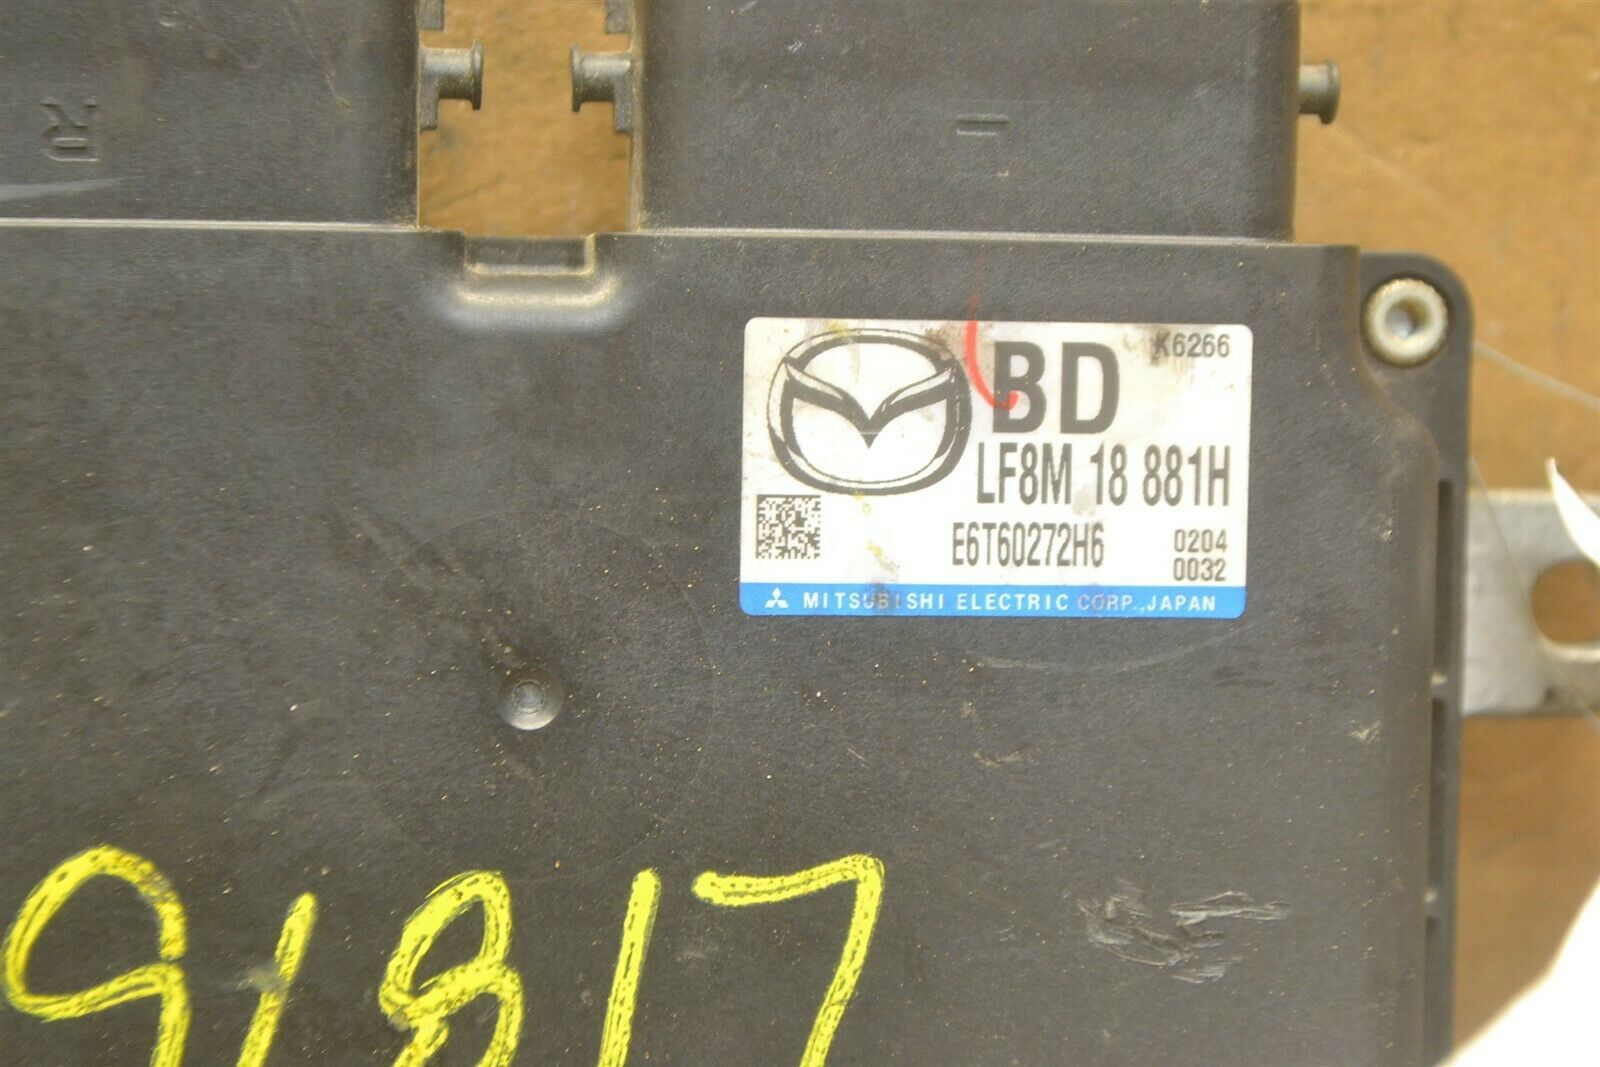 R
L
BD K6266
LF8M 18 881H
E6T60272H6 0204
0032
MITSUBISHI ELECTRIC CORP.,JAPAN
91817